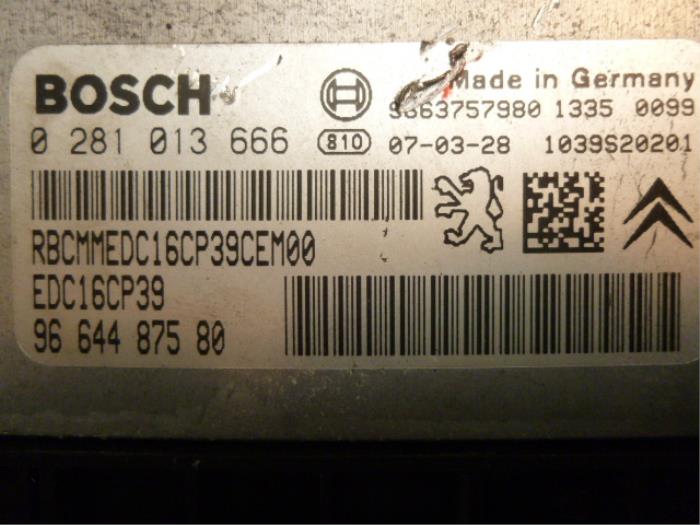 BOSCH
Made in Germany
9663757980 1335 0099
0 281 013 666 810 07-03-28 1039S20201
RBCMMEDC16CP39CEM00
EDC16CP39
96 644 875 80